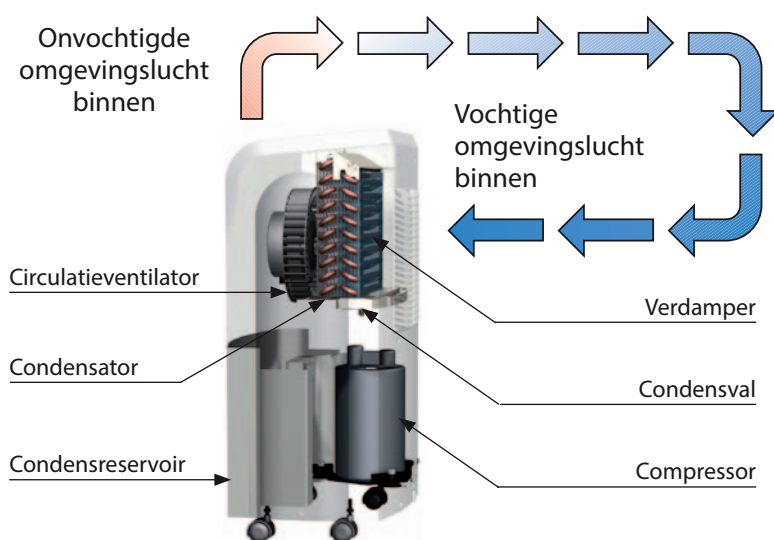 Onvochtigde
omgevingslucht
binnen
Vochtige
omgevingslucht
binnen
Circulatieventilator
Verdamper
Condensator
Condensval
Condensreservoir
Compressor